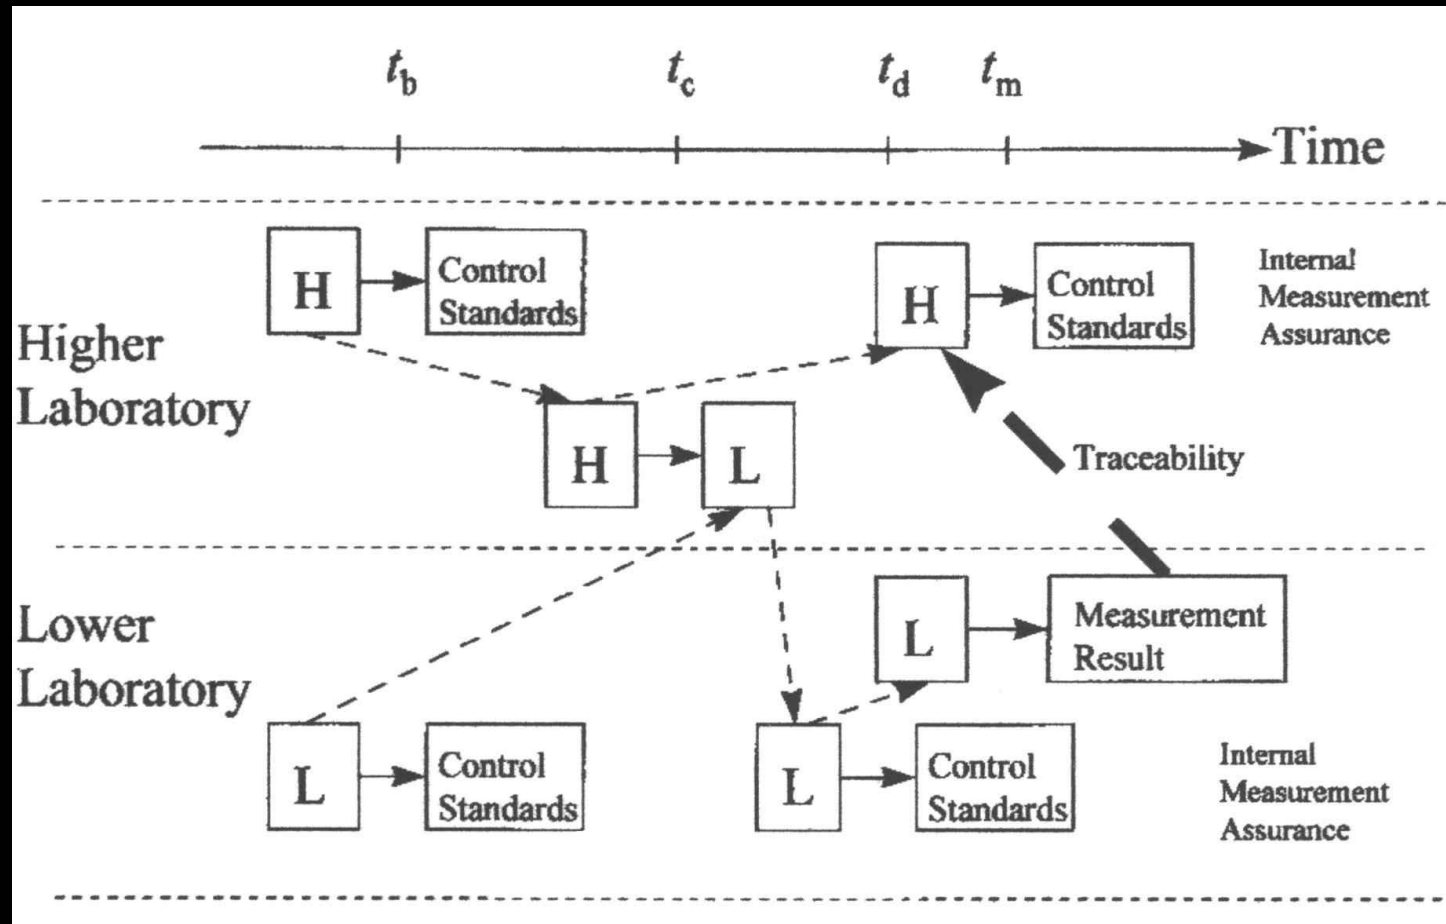 t_b t_c t_d t_m
Time
H
Control
Standards
H
Control
Standards
Internal
Measurement
Assurance
Higher
Laboratory
H
L
Traceability
Lower
Laboratory
L
Measurement
Result
L
Control
Standards
L
Control
Standards
Internal
Measurement
Assurance